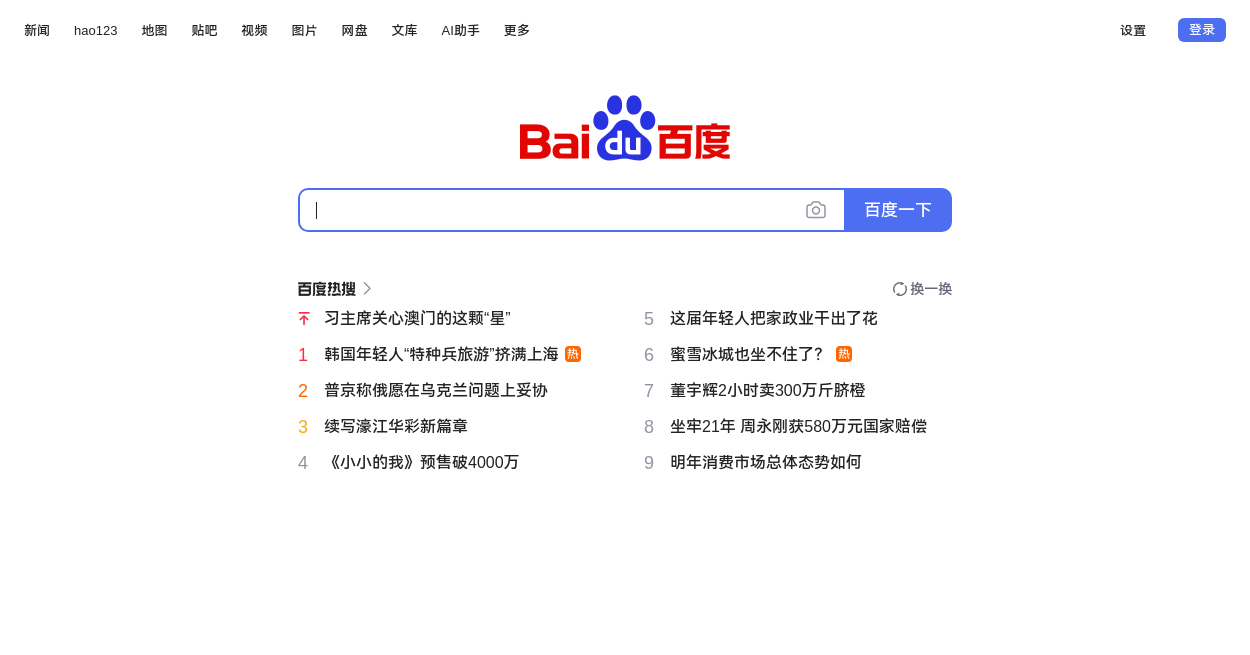 新闻 hao123 地图 贴吧 视频 图片 网盘 文库 AI助手 更多 设置 登录
Bai du 百度
百度一下
百度热搜 换一换
习主席关心澳门的这颗“星”
1 韩国年轻人“特种兵旅游”挤满上海 热
2 普京称俄愿在乌克兰问题上妥协
3 续写濠江华彩新篇章
4 《小小的我》预售破4000万
5 这届年轻人把家政业干出了花
6 蜜雪冰城也坐不住了？ 热
7 董宇辉2小时卖300万斤脐橙
8 坐牢21年 周永刚获580万元国家赔偿
9 明年消费市场总体态势如何